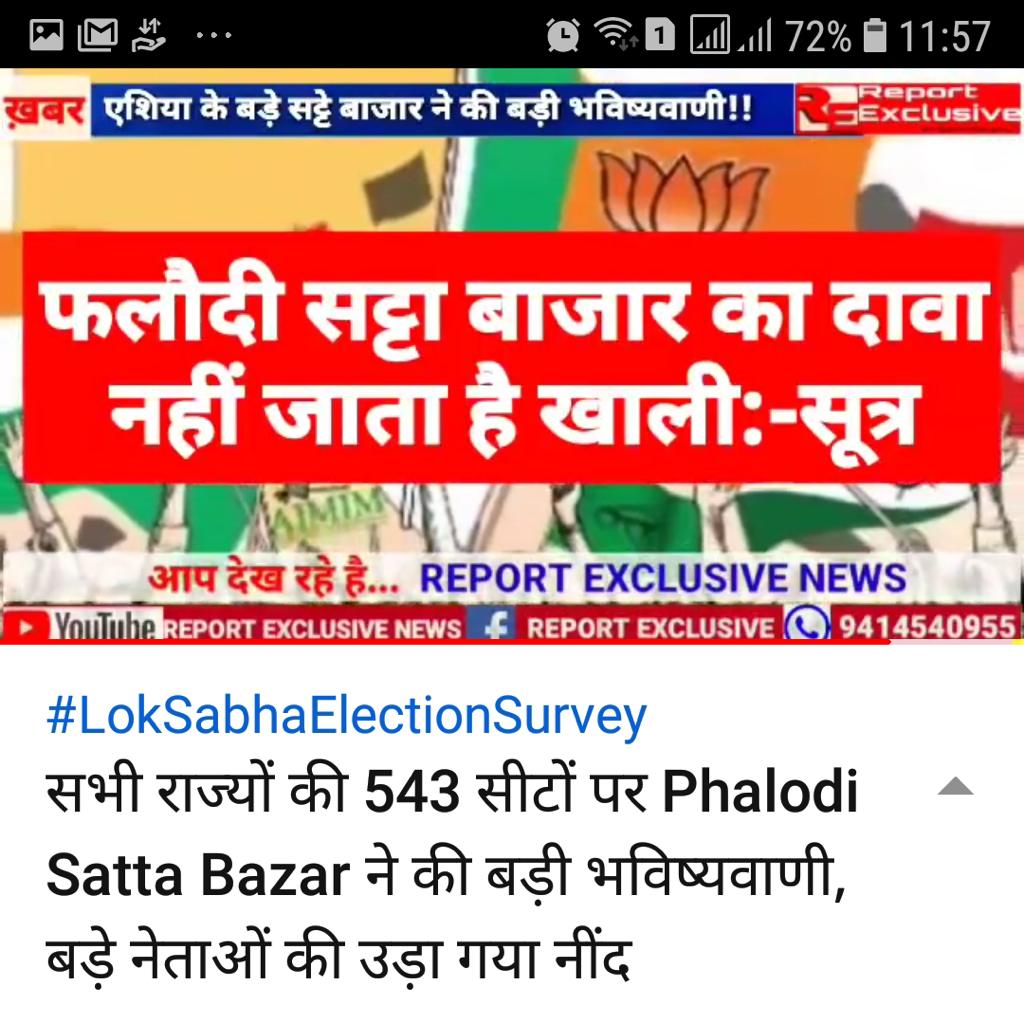 72% 11:57
ख़बर एशिया के बड़े सट्टे बाजार ने की बड़ी भविष्यवाणी!! Report
Exclusive
फलौदी सट्टा बाजार का दावा
नहीं जाता है खाली:-सूत्र
AIMIM
आप देख रहे है... REPORT EXCLUSIVE NEWS
YouTube REPORT EXCLUSIVE NEWS f REPORT EXCLUSIVE 9414540955
#LokSabhaElectionSurvey
सभी राज्यों की 543 सीटों पर Phalodi
Satta Bazar ने की बड़ी भविष्यवाणी,
बड़े नेताओं की उड़ा गया नींद